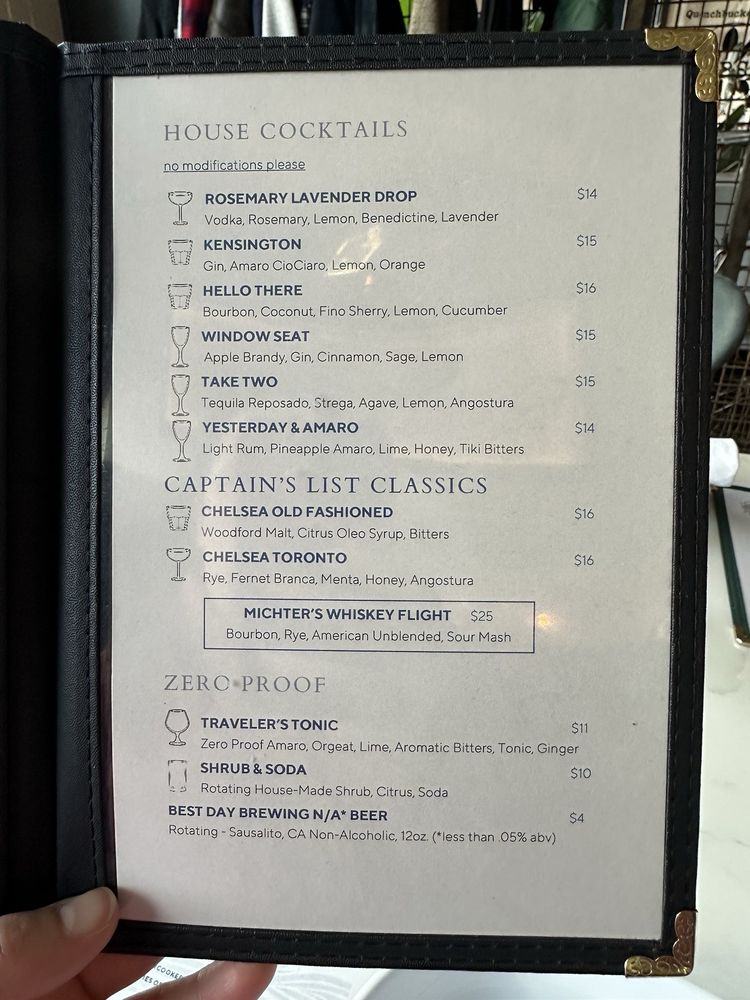 HOUSE COCKTAILS
no modifications please
ROSEMARY LAVENDER DROP $14
Vodka, Rosemary, Lemon, Benedictine, Lavender
KENSINGTON $15
Gin, Amaro CioCiaro, Lemon, Orange
HELLO THERE $16
Bourbon, Coconut, Fino Sherry, Lemon, Cucumber
WINDOW SEAT $15
Apple Brandy, Gin, Cinnamon, Sage, Lemon
TAKE TWO $15
Tequila Reposado, Strega, Agave, Lemon, Angostura
YESTERDAY & AMARO $14
Light Rum, Pineapple Amaro, Lime, Honey, Tiki Bitters
CAPTAIN'S LIST CLASSICS
CHELSEA OLD FASHIONED $16
Woodford Malt, Citrus Oleo Syrup, Bitters
CHELSEA TORONTO $16
Rye, Fernet Branca, Menta, Honey, Angostura
MICHTER'S WHISKEY FLIGHT $25
Bourbon, Rye, American Unblended, Sour Mash
ZERO-PROOF
TRAVELER'S TONIC $11
Zero Proof Amaro, Orgeat, Lime, Aromatic Bitters, Tonic, Ginger
SHRUB & SODA $10
Rotating House-Made Shrub, Citrus, Soda
BEST DAY BREWING N/A* BEER $4
Rotating - Sausalito, CA Non-Alcoholic, 12oz. (*less than .05% abv)